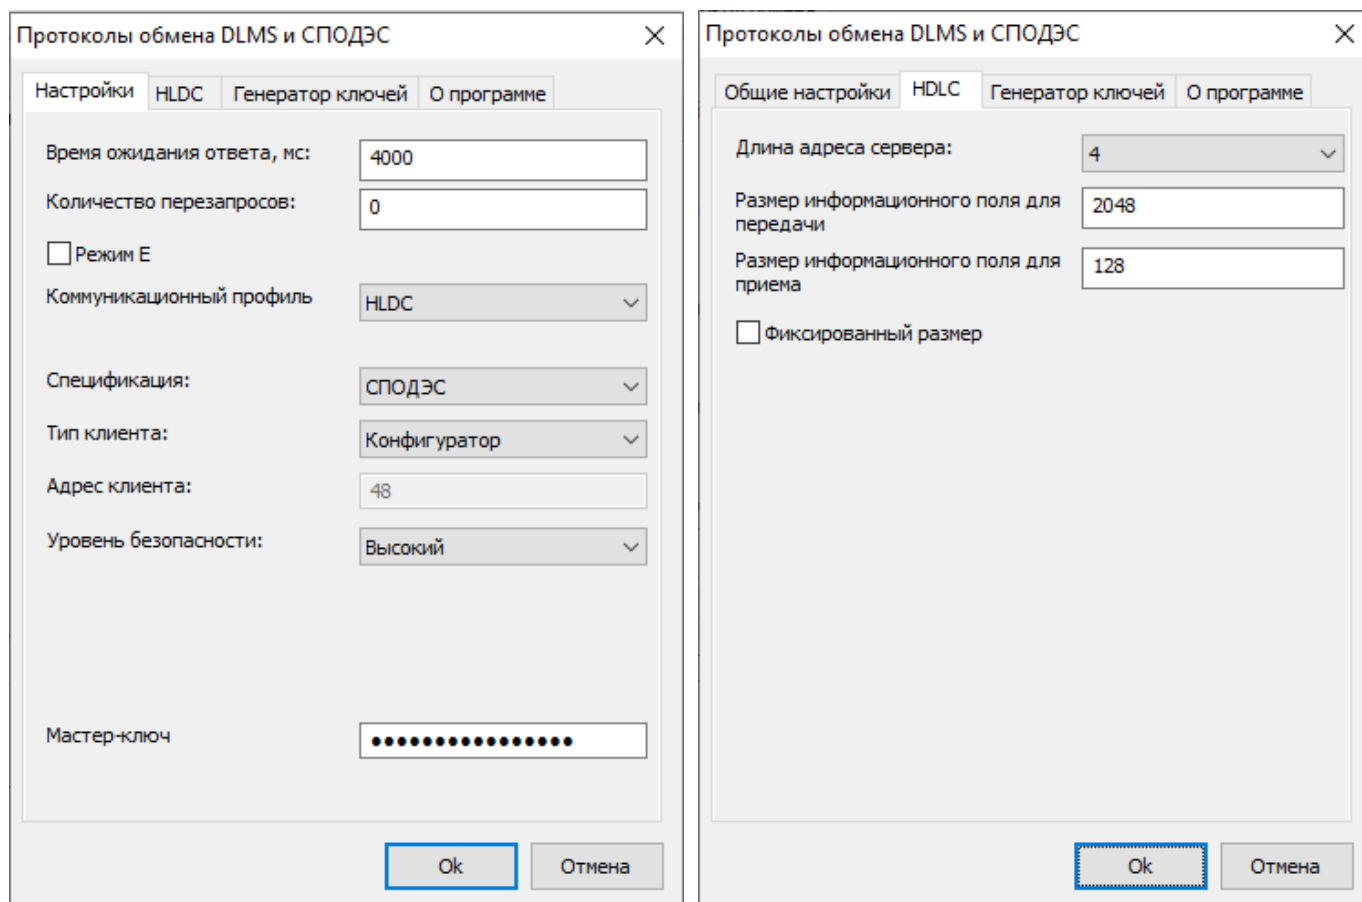 Протоколы обмена DLMS и СПОДЭС
Настройки HLDC Генератор ключей О программе
Время ожидания ответа, мс: 4000
Количество перезапросов: 0
Режим E
Коммуникационный профиль HLDC
Спецификация: СПОДЭС
Тип клиента: Конфигуратор
Адрес клиента: 48
Уровень безопасности: Высокий
Мастер-ключ ●●●●●●●●●●●●●●●●
Ok Отмена
Протоколы обмена DLMS и СПОДЭС
Общие настройки HDLC Генератор ключей О программе
Длина адреса сервера: 4
Размер информационного поля для
передачи 2048
Размер информационного поля для
приема 128
Фиксированный размер
Ok Отмена